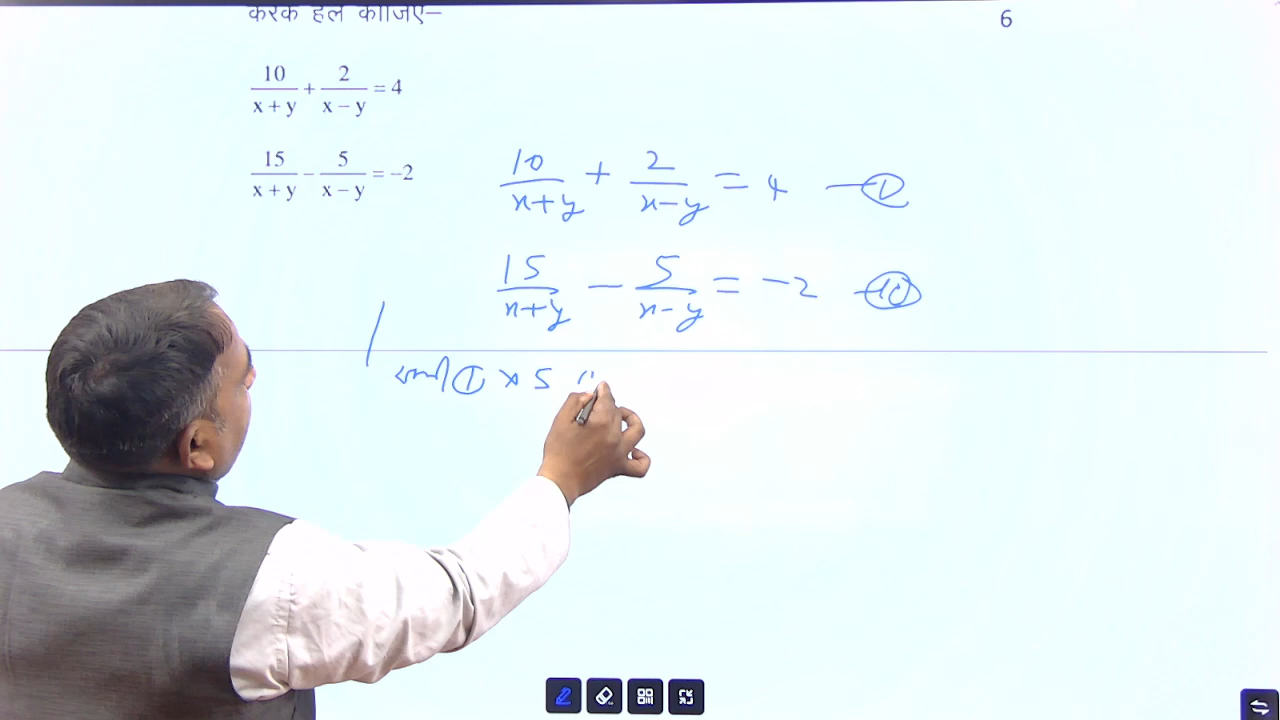 करके हल कीजिए– 6
10/(x + y) + 2/(x – y) = 4
15/(x + y) – 5/(x – y) = –2
10/(x+y) + 2/(x-y) = 4 —①
15/(x+y) - 5/(x-y) = -2 —⑪
समी ① × 5